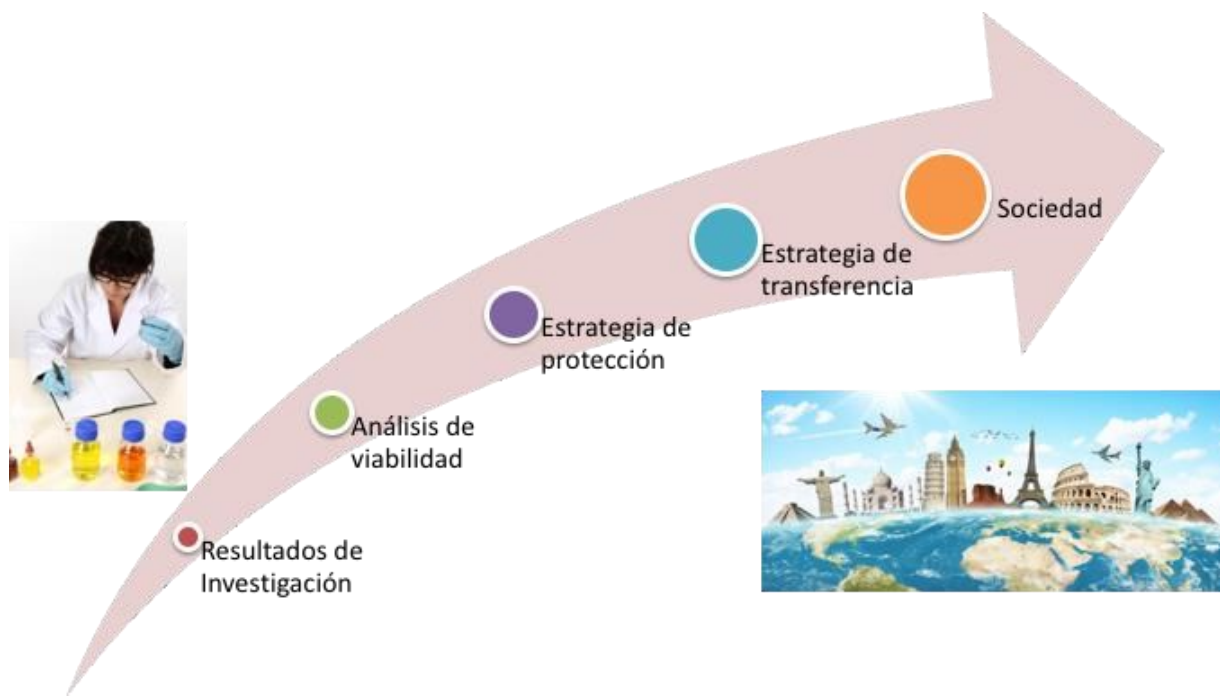 Sociedad
Estrategia de
transferencia
Estrategia de
protección
Análisis de
viabilidad
Resultados de
Investigación